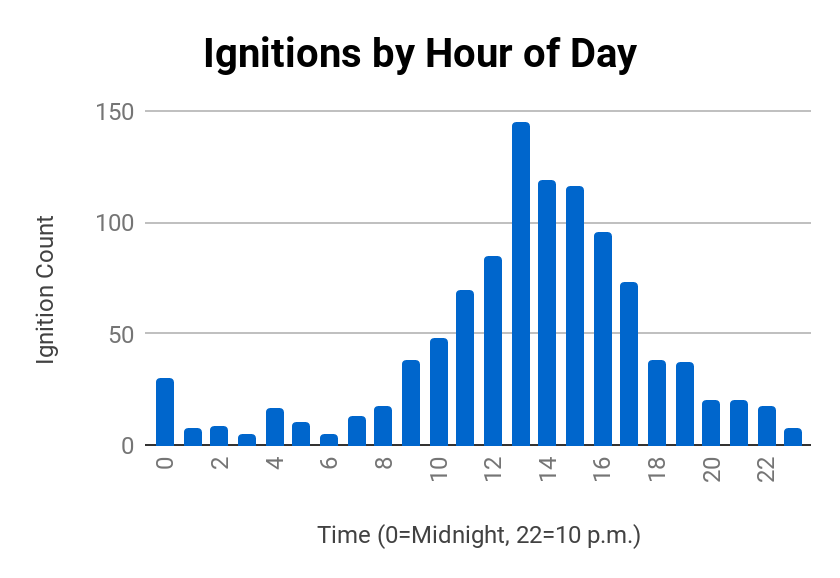 Ignitions by Hour of Day
150
100
50
0
Ignition Count
0 2 4 6 8 10 12 14 16 18 20 22
Time (0=Midnight, 22=10 p.m.)